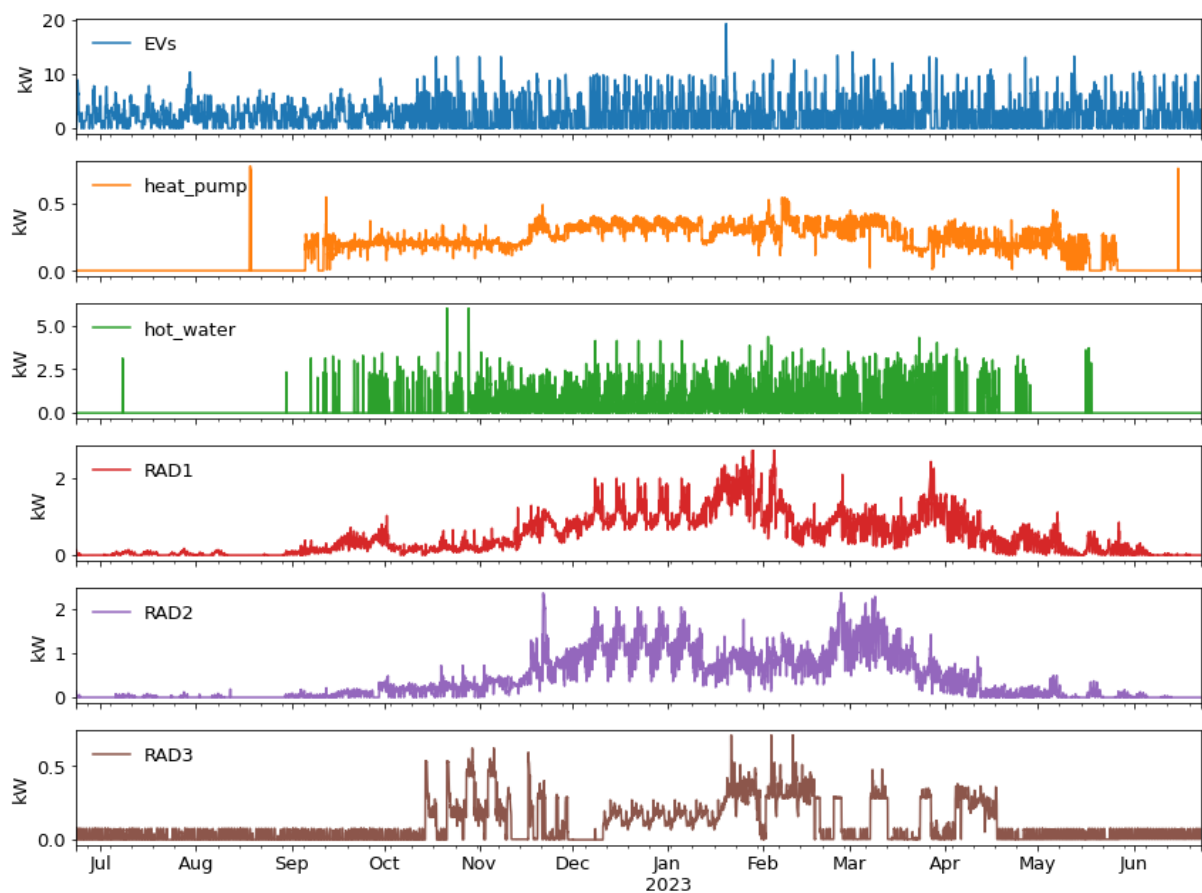 20
10
0
kW
EVs
0.5
0.0
kW
heat_pump
5.0
2.5
0.0
kW
hot_water
2
0
kW
RAD1
2
1
0
kW
RAD2
0.5
0.0
kW
RAD3
Jul Aug Sep Oct Nov Dec Jan Feb Mar Apr May Jun
2023